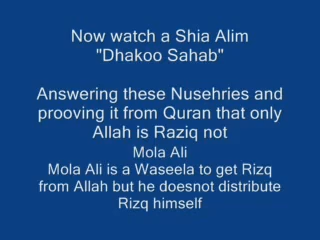 Now watch a Shia Alim
"Dhakoo Sahab"
Answering these Nusehries and
prooving it from Quran that only
Allah is Raziq not
Mola Ali
Mola Ali is a Waseela to get Rizq
from Allah but he doesnot distribute
Rizq himself